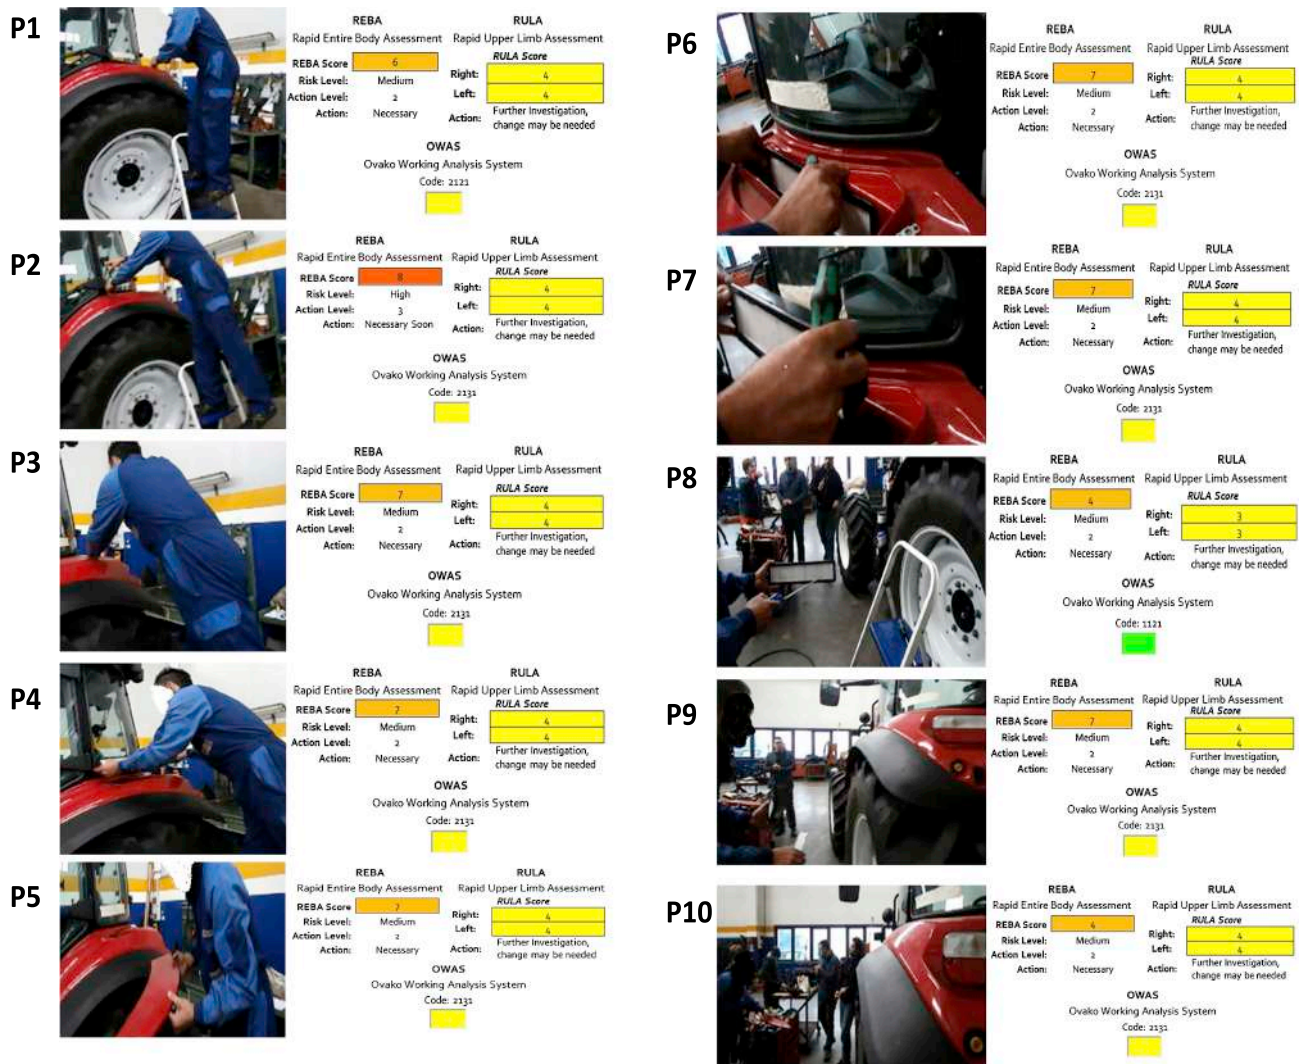 P1
REBA
RULA
Rapid Entire Body Assessment
Rapid Upper Limb Assessment
RULA Score
REBA Score 6
Right: 4
Risk Level: Medium
Left: 4
Action Level: 2
Action: Necessary
Action: Further Investigation, change may be needed
OWAS
Ovako Working Analysis System
Code: 2121
P2
REBA
RULA
Rapid Entire Body Assessment
Rapid Upper Limb Assessment
RULA Score
REBA Score 8
Right: 4
Risk Level: High
Left: 4
Action Level: 3
Action: Necessary Soon
Action: Further Investigation, change may be needed
OWAS
Ovako Working Analysis System
Code: 2131
P3
REBA
RULA
Rapid Entire Body Assessment
Rapid Upper Limb Assessment
RULA Score
REBA Score 7
Right: 4
Risk Level: Medium
Left: 4
Action Level: 2
Action: Necessary
Action: Further Investigation, change may be needed
OWAS
Ovako Working Analysis System
Code: 2131
P4
REBA
RULA
Rapid Entire Body Assessment
Rapid Upper Limb Assessment
RULA Score
REBA Score 7
Right: 4
Risk Level: Medium
Left: 4
Action Level: 2
Action: Necessary
Action: Further Investigation, change may be needed
OWAS
Ovako Working Analysis System
Code: 2131
P5
REBA
RULA
Rapid Entire Body Assessment
Rapid Upper Limb Assessment
RULA Score
REBA Score 7
Right: 4
Risk Level: Medium
Left: 4
Action Level: 2
Action: Necessary
Action: Further Investigation, change may be needed
OWAS
Ovako Working Analysis System
Code: 2131
P6
REBA
RULA
Rapid Entire Body Assessment
Rapid Upper Limb Assessment
RULA Score
REBA Score 7
Right: 4
Risk Level: Medium
Left: 4
Action Level: 2
Action: Necessary
Action: Further Investigation, change may be needed
OWAS
Ovako Working Analysis System
Code: 2131
P7
REBA
RULA
Rapid Entire Body Assessment
Rapid Upper Limb Assessment
RULA Score
REBA Score 7
Right: 4
Risk Level: Medium
Left: 4
Action Level: 2
Action: Necessary
Action: Further Investigation, change may be needed
OWAS
Ovako Working Analysis System
Code: 2131
P8
REBA
RULA
Rapid Entire Body Assessment
Rapid Upper Limb Assessment
RULA Score
REBA Score 4
Right: 3
Risk Level: Medium
Left: 3
Action Level: 2
Action: Necessary
Action: Further Investigation, change may be needed
OWAS
Ovako Working Analysis System
Code: 1121
P9
REBA
RULA
Rapid Entire Body Assessment
Rapid Upper Limb Assessment
RULA Score
REBA Score 7
Right: 4
Risk Level: Medium
Left: 4
Action Level: 2
Action: Necessary
Action: Further Investigation, change may be needed
OWAS
Ovako Working Analysis System
Code: 2131
P10
REBA
RULA
Rapid Entire Body Assessment
Rapid Upper Limb Assessment
RULA Score
REBA Score 4
Right: 4
Risk Level: Medium
Left: 4
Action Level: 2
Action: Necessary
Action: Further Investigation, change may be needed
OWAS
Ovako Working Analysis System
Code: 2131